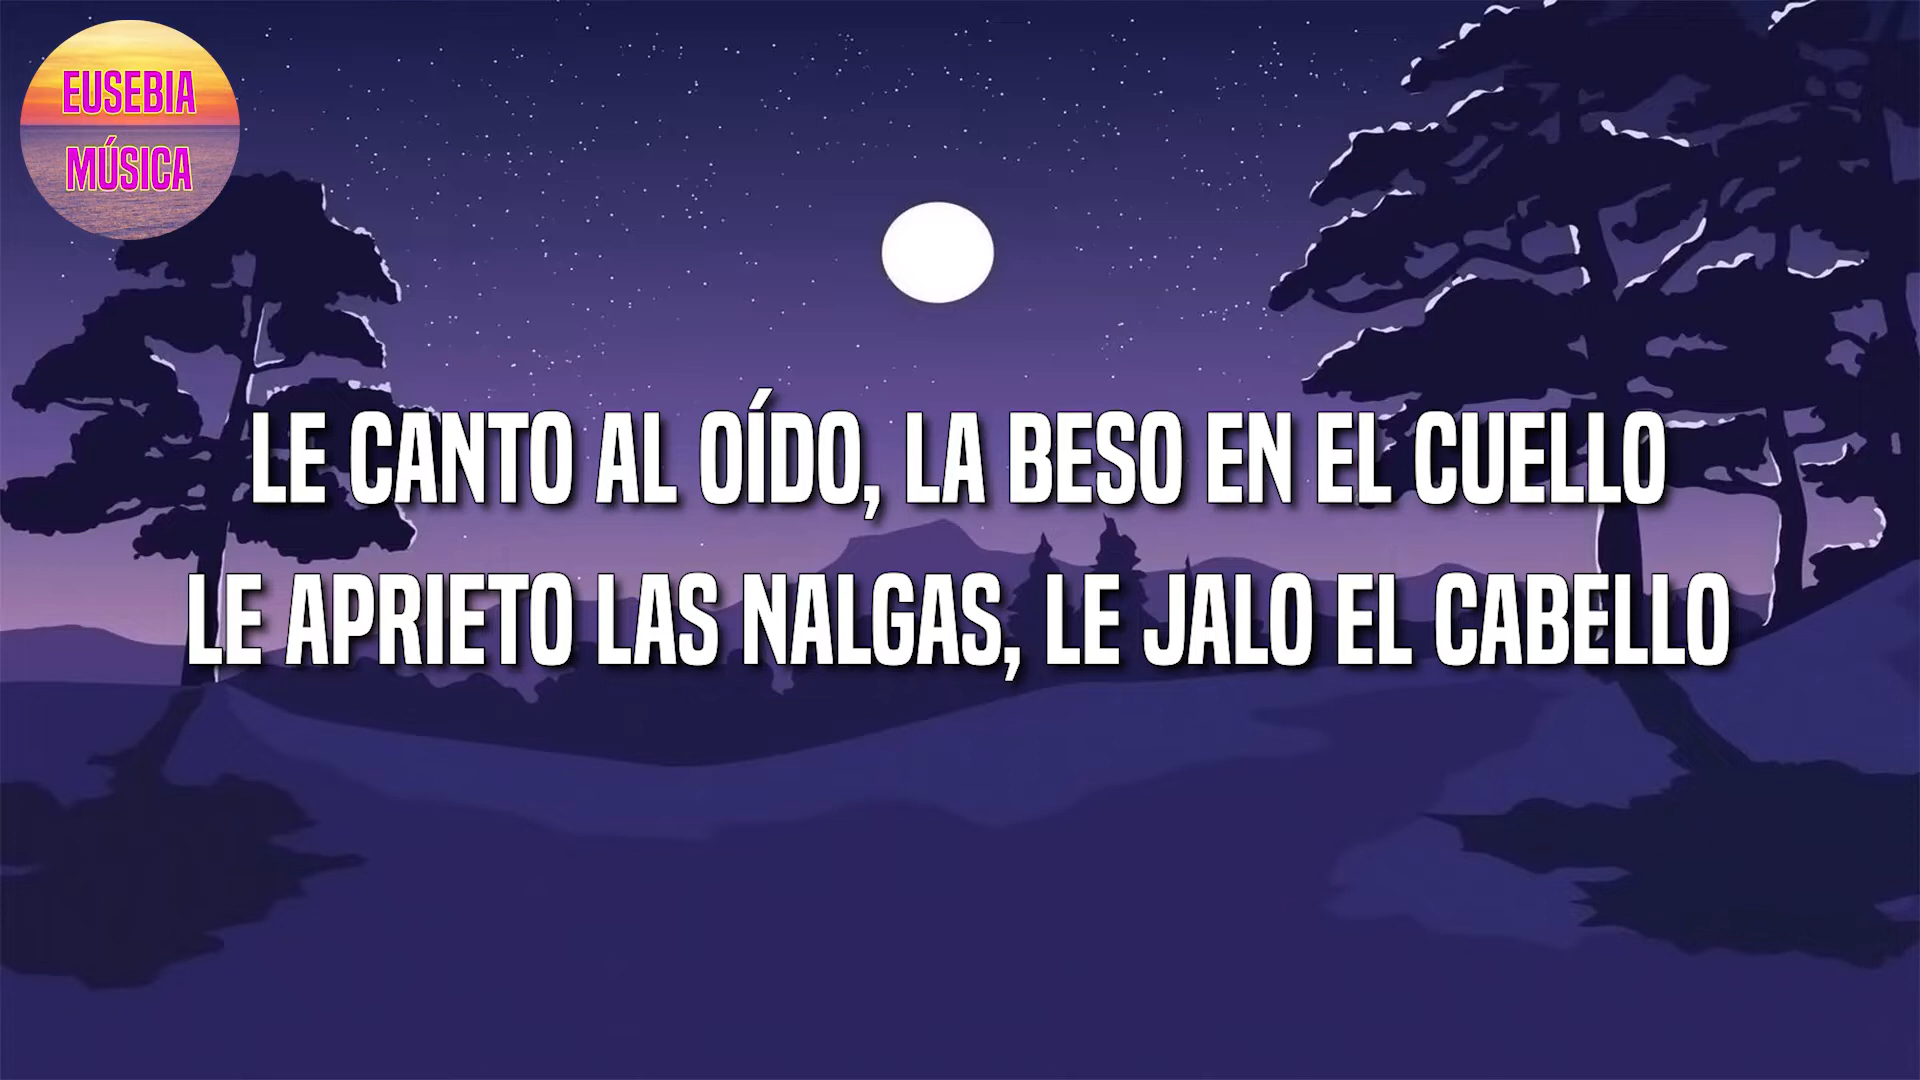 EUSEBIA
MÚSICA
LE CANTO AL OÍDO, LA BESO EN EL CUELLO
LE APRIETO LAS NALGAS, LE JALO EL CABELLO